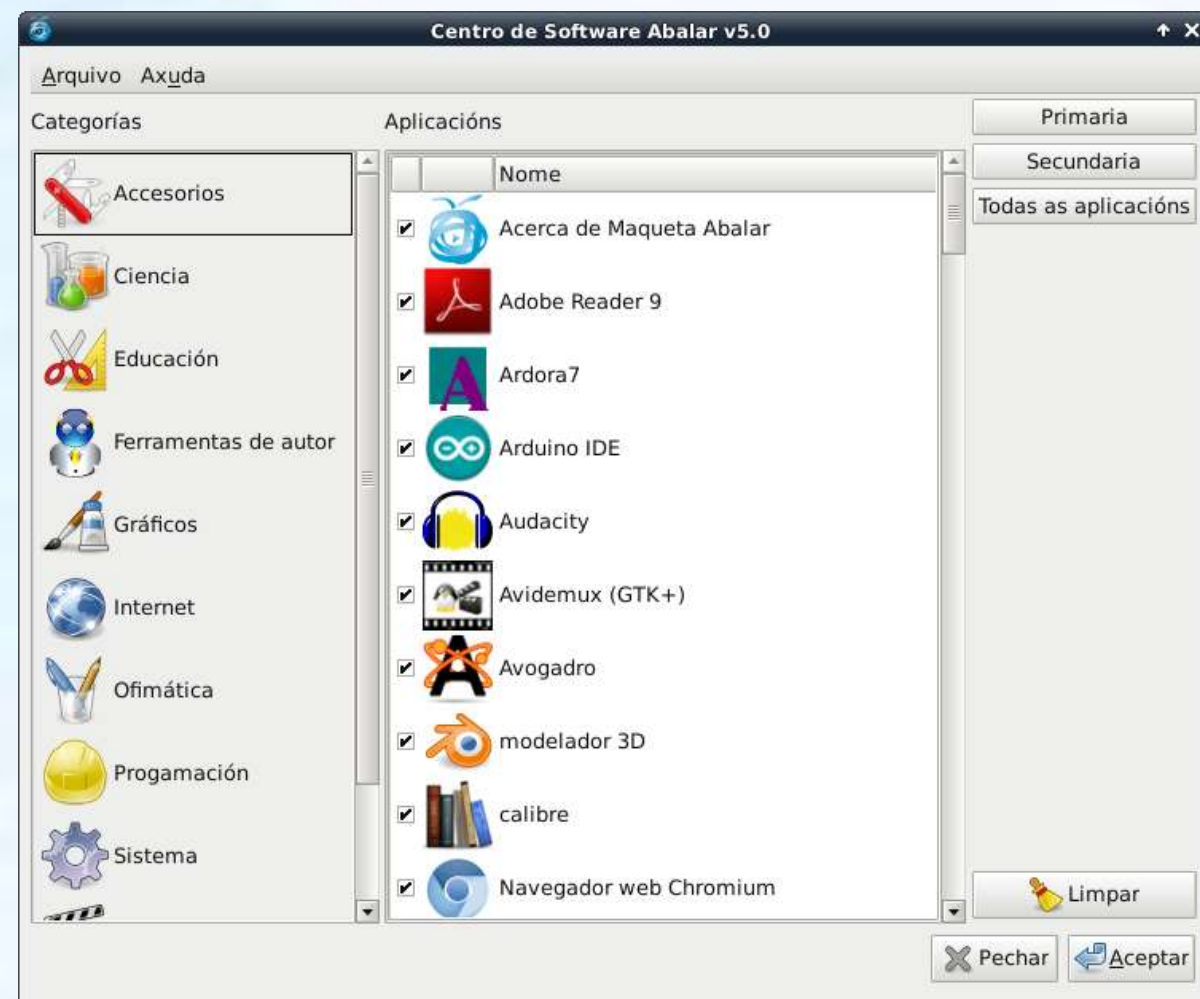 Centro de Software Abalar v5.0
Arquivo Axuda
Categorías
Accesorios
Ciencia
Educación
Ferramentas de autor
Gráficos
Internet
Ofimática
Progamación
Sistema
Aplicacións
Nome
Acerca de Maqueta Abalar
Adobe Reader 9
Ardora7
Arduino IDE
Audacity
Avidemux (GTK+)
Avogadro
modelador 3D
calibre
Navegador web Chromium
Primaria
Secundaria
Todas as aplicacións
Limpar
Pechar
Aceptar